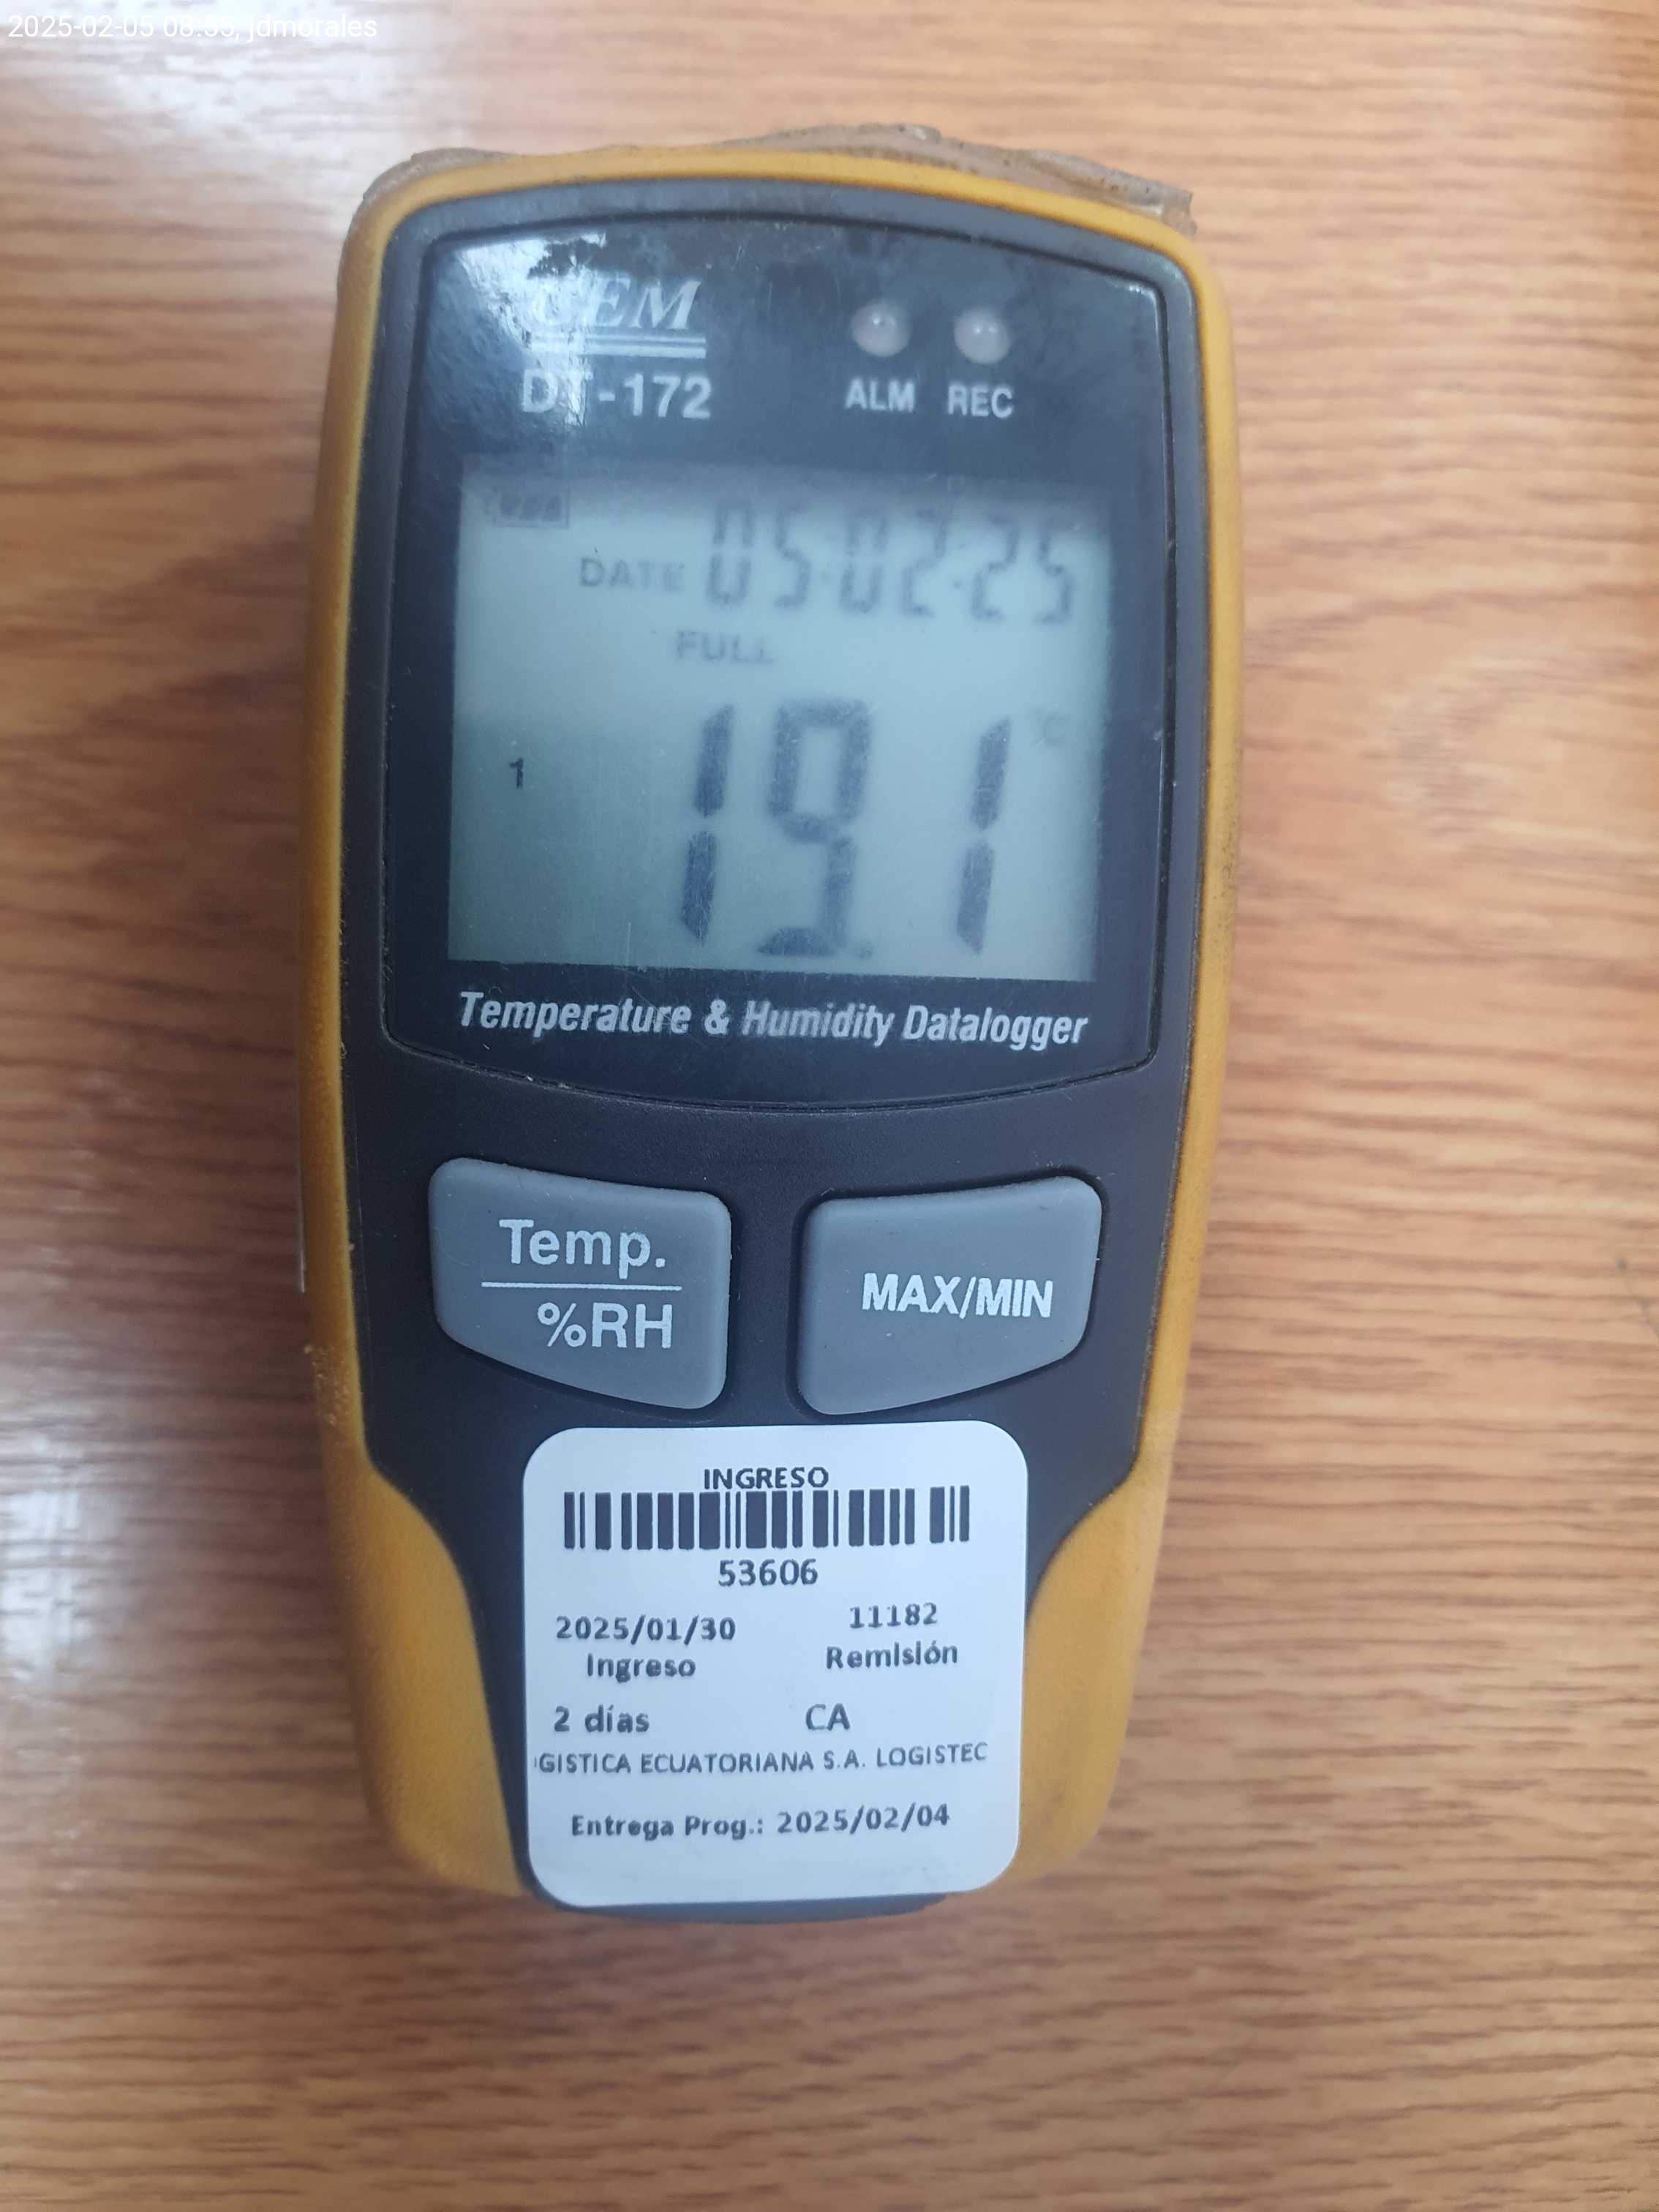 2025-02-05 08:55, jdmorales
CEM
DT-172
ALM REC
DATE 05-02-25
FULL
1 19.1 °C
Temperature & Humidity Datalogger
Temp.
%RH
MAX/MIN
INGRESO
53606
2025/01/30 11182
Ingreso Remisión
2 días CA
GISTICA ECUATORIANA S.A. LOGISTEC
Entrega Prog.: 2025/02/04